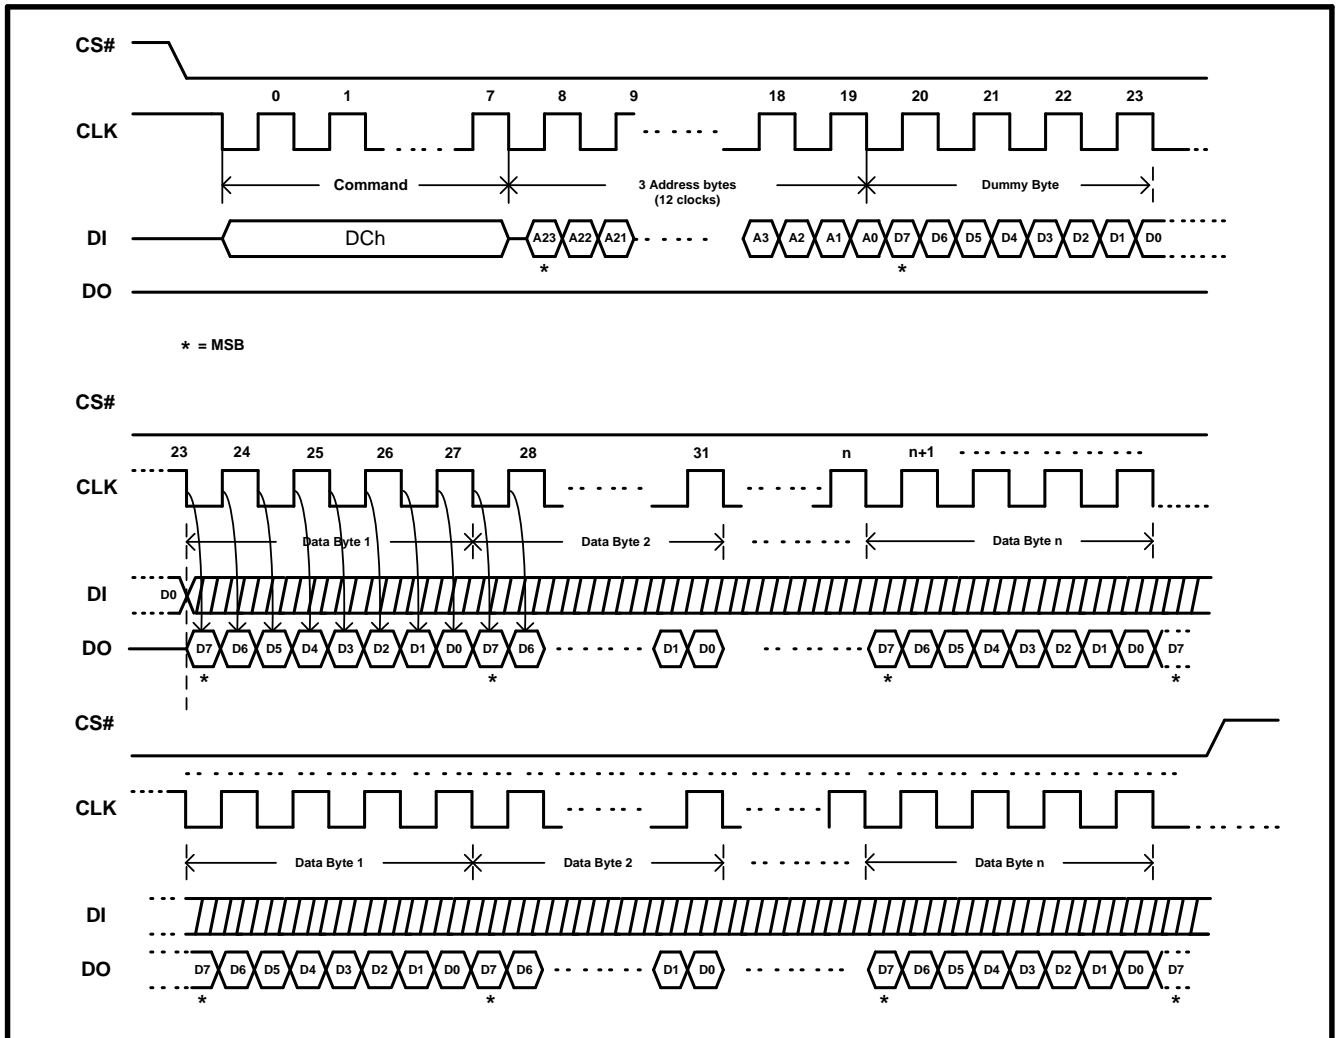 CS#
0 1 7 8 9 18 19 20 21 22 23
CLK
Command 3 Address bytes (12 clocks) Dummy Byte
DI DCh A23 A22 A21 A3 A2 A1 A0 D7 D6 D5 D4 D3 D2 D1 D0
* *
DO
* = MSB
CS#
23 24 25 26 27 28 31 n n+1
CLK
Data Byte 1 Data Byte 2 Data Byte n
DI D0
DO D7 D6 D5 D4 D3 D2 D1 D0 D7 D6 D1 D0 D7 D6 D5 D4 D3 D2 D1 D0 D7
* * * *
CS#
CLK
Data Byte 1 Data Byte 2 Data Byte n
DI
DO D7 D6 D5 D4 D3 D2 D1 D0 D7 D6 D1 D0 D7 D6 D5 D4 D3 D2 D1 D0 D7
* * * *